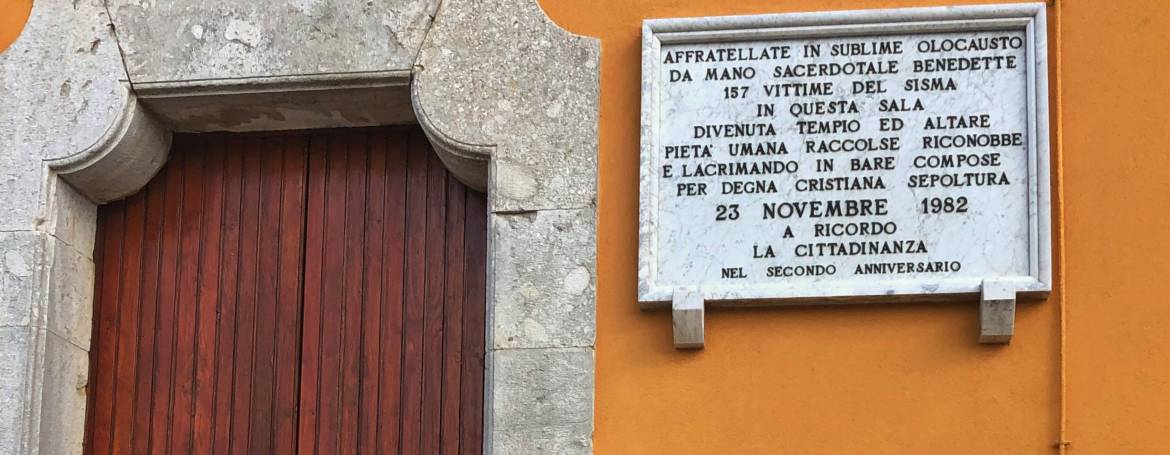 AFFRATELLATE IN SUBLIME OLOCAUSTO
DA MANO SACERDOTALE BENEDETTE
157 VITTIME DEL SISMA
IN QUESTA SALA
DIVENUTA TEMPIO ED ALTARE
PIETA' UMANA RACCOLSE RICONOBBE
E LACRIMANDO IN BARE COMPOSE
PER DEGNA CRISTIANA SEPOLTURA
23 NOVEMBRE 1982
A RICORDO
LA CITTADINANZA
NEL SECONDO ANNIVERSARIO